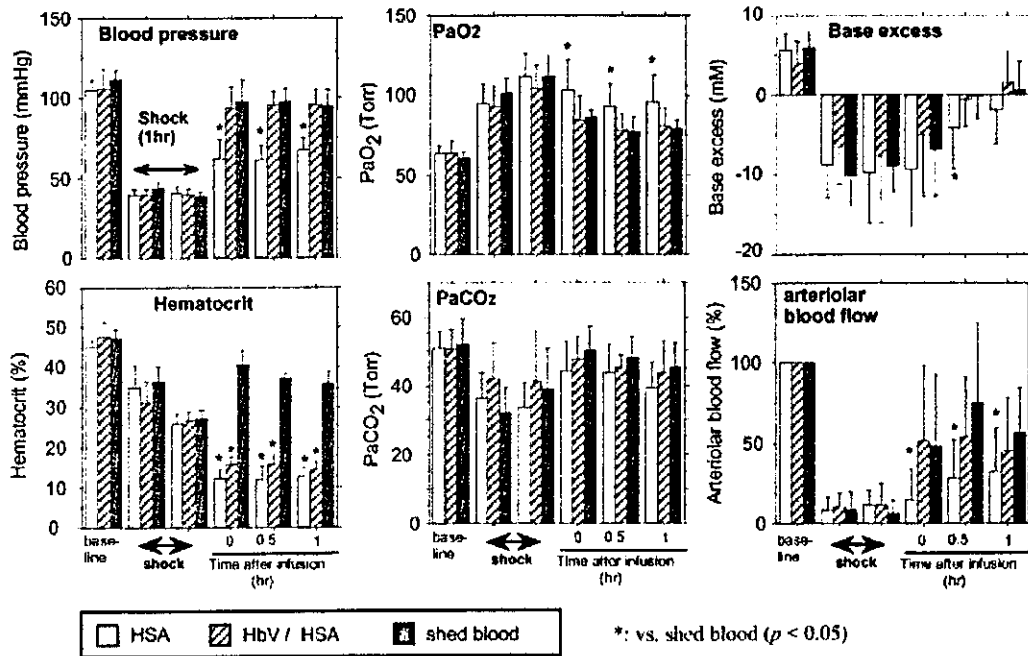 Blood pressure
Blood pressure (mmHg)
150
100
50
0
Shock
(1hr)
* * *
PaO2
PaO2 (Torr)
150
100
50
0
* * *
Base excess
Base excess (mM)
10
0
-10
-20
*
Hematocrit
Hematocrit (%)
60
50
40
30
20
10
0
* * * * * *
base-
line
shock
0 0.5 1
Time after infusion
(hr)
PaCO2
PaCO2 (Torr)
60
40
20
0
base-
line
shock
0 0.5 1
Time after infusion
(hr)
arteriolar
blood flow
Arteriolar blood flow (%)
100
50
0
* * *
base-
line
shock
0 0.5 1
Time after infusion
(hr)
HSA HbV / HSA shed blood
*: vs. shed blood (p < 0.05)